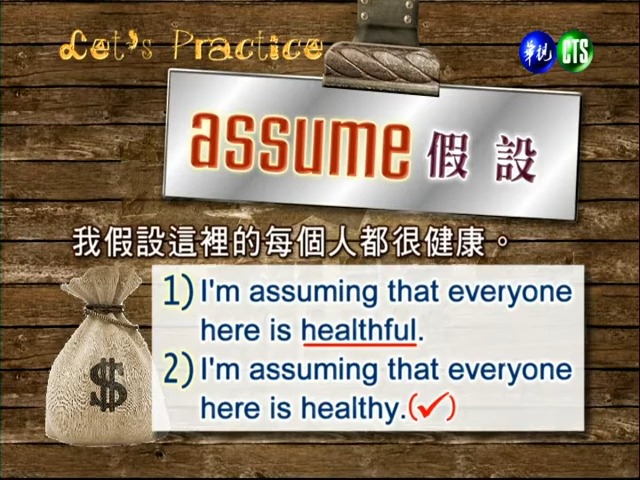 Let's Practice
華視 CTS
assume 假設
我假設這裡的每個人都很健康。
1) I'm assuming that everyone
here is healthful.
2) I'm assuming that everyone
here is healthy.(✓)
$